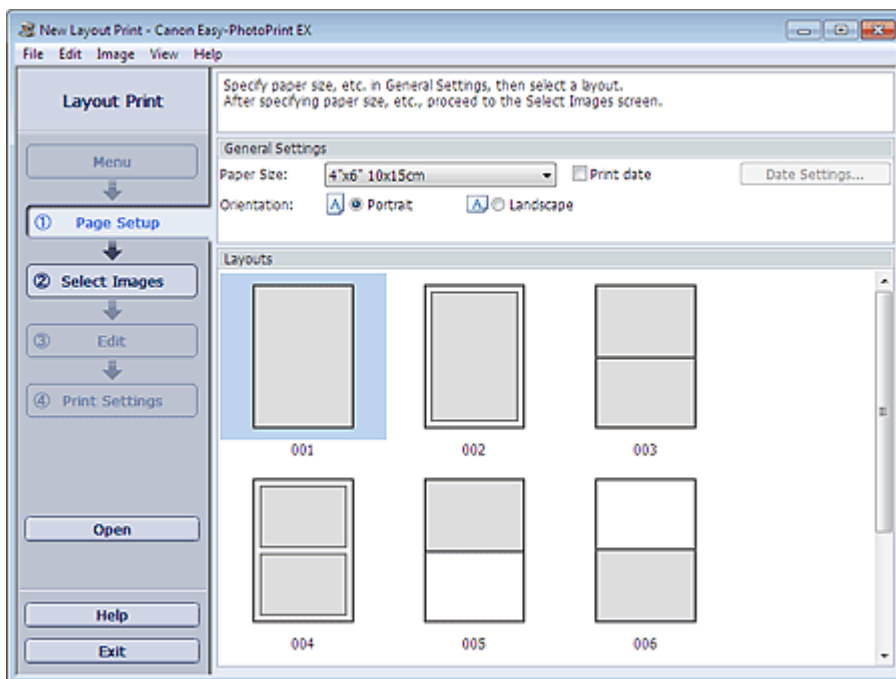 New Layout Print - Canon Easy-PhotoPrint EX
File Edit Image View Help
Layout Print
Specify paper size, etc. in General Settings, then select a layout.
After specifying paper size, etc., proceed to the Select Images screen.
Menu
① Page Setup
② Select Images
③ Edit
④ Print Settings
Open
Help
Exit
General Settings
Paper Size: 4"x6" 10x15cm Print date Date Settings...
Orientation: A Portrait A Landscape
Layouts
001 002 003
004 005 006